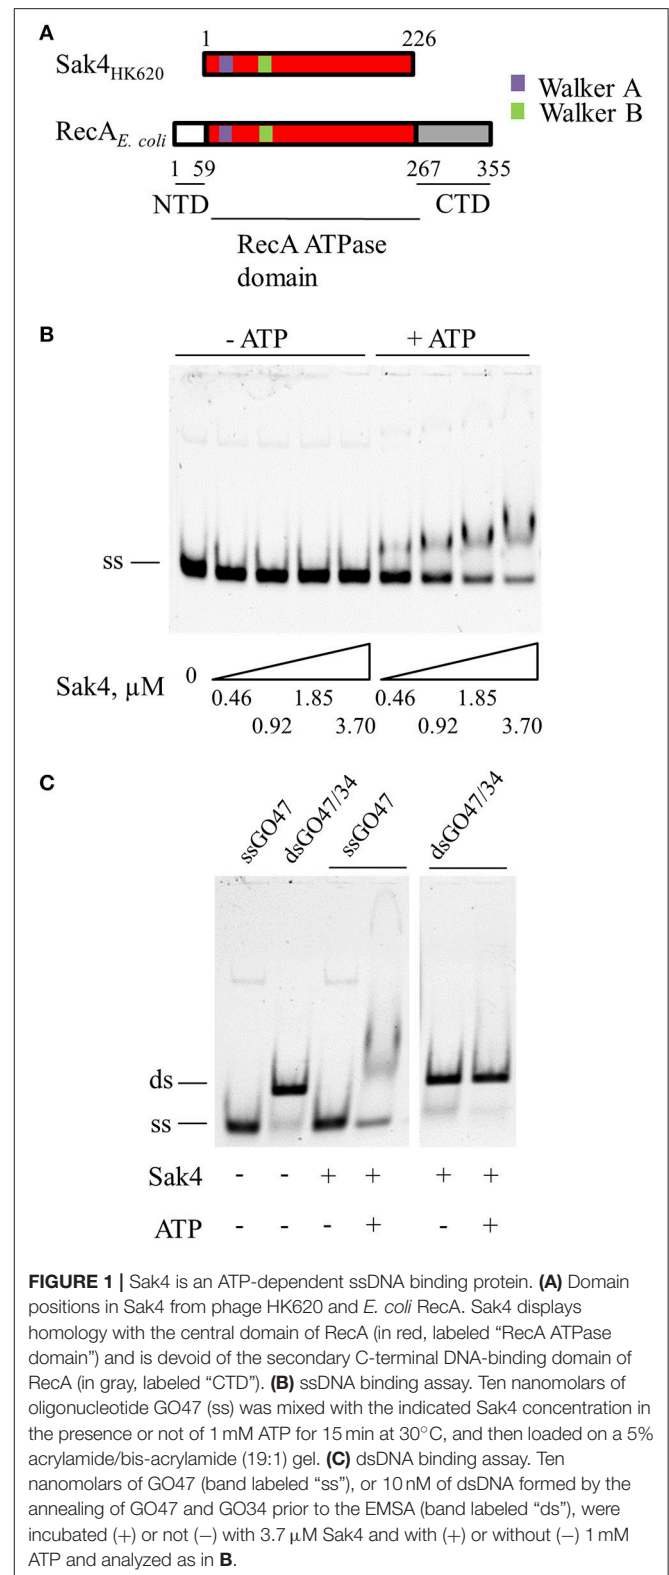 A
1 226
Sak4HK620
Walker A
Walker B
RecAE. coli
1 59 267 355
NTD CTD
RecA ATPase
domain
B
- ATP + ATP
ss
Sak4, µM 0
0.46 1.85 0.46 1.85
0.92 3.70 0.92 3.70
C
ssGO47 dsGO47/34 ssGO47 dsGO47/34
ds
ss
Sak4 - - + + + +
ATP - - - + - +
FIGURE 1 | Sak4 is an ATP-dependent ssDNA binding protein. (A) Domain
positions in Sak4 from phage HK620 and E. coli RecA. Sak4 displays
homology with the central domain of RecA (in red, labeled “RecA ATPase
domain”) and is devoid of the secondary C-terminal DNA-binding domain of
RecA (in gray, labeled “CTD”). (B) ssDNA binding assay. Ten nanomolars of
oligonucleotide GO47 (ss) was mixed with the indicated Sak4 concentration in
the presence or not of 1 mM ATP for 15 min at 30°C, and then loaded on a 5%
acrylamide/bis-acrylamide (19:1) gel. (C) dsDNA binding assay. Ten
nanomolars of GO47 (band labeled “ss”), or 10 nM of dsDNA formed by the
annealing of GO47 and GO34 prior to the EMSA (band labeled “ds”), were
incubated (+) or not (−) with 3.7 µM Sak4 and with (+) or without (−) 1 mM
ATP and analyzed as in B.